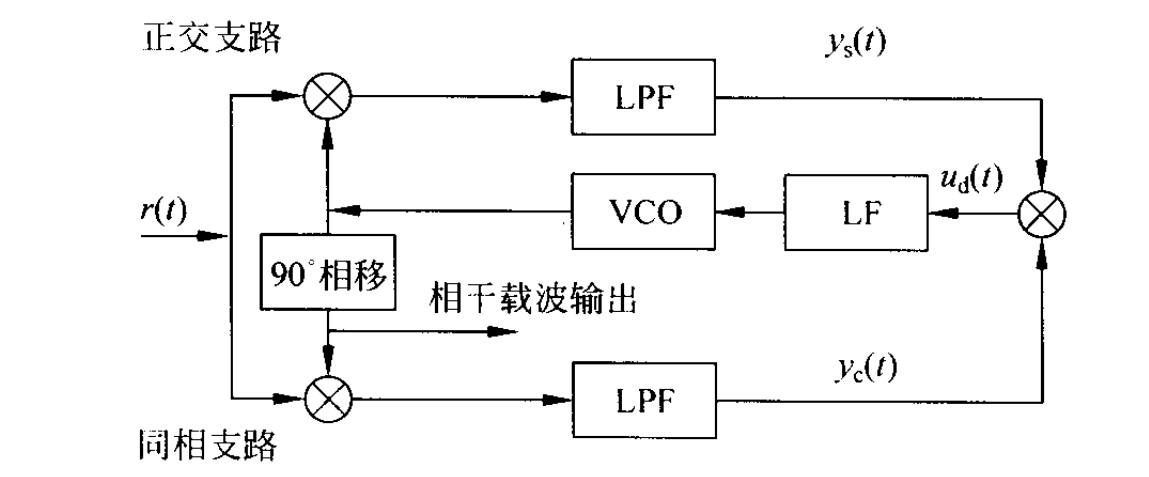 正交支路
yₛ(t)
LPF
r(t)
VCO
LF
u_d(t)
90°相移
相干载波输出
LPF
y_c(t)
同相支路